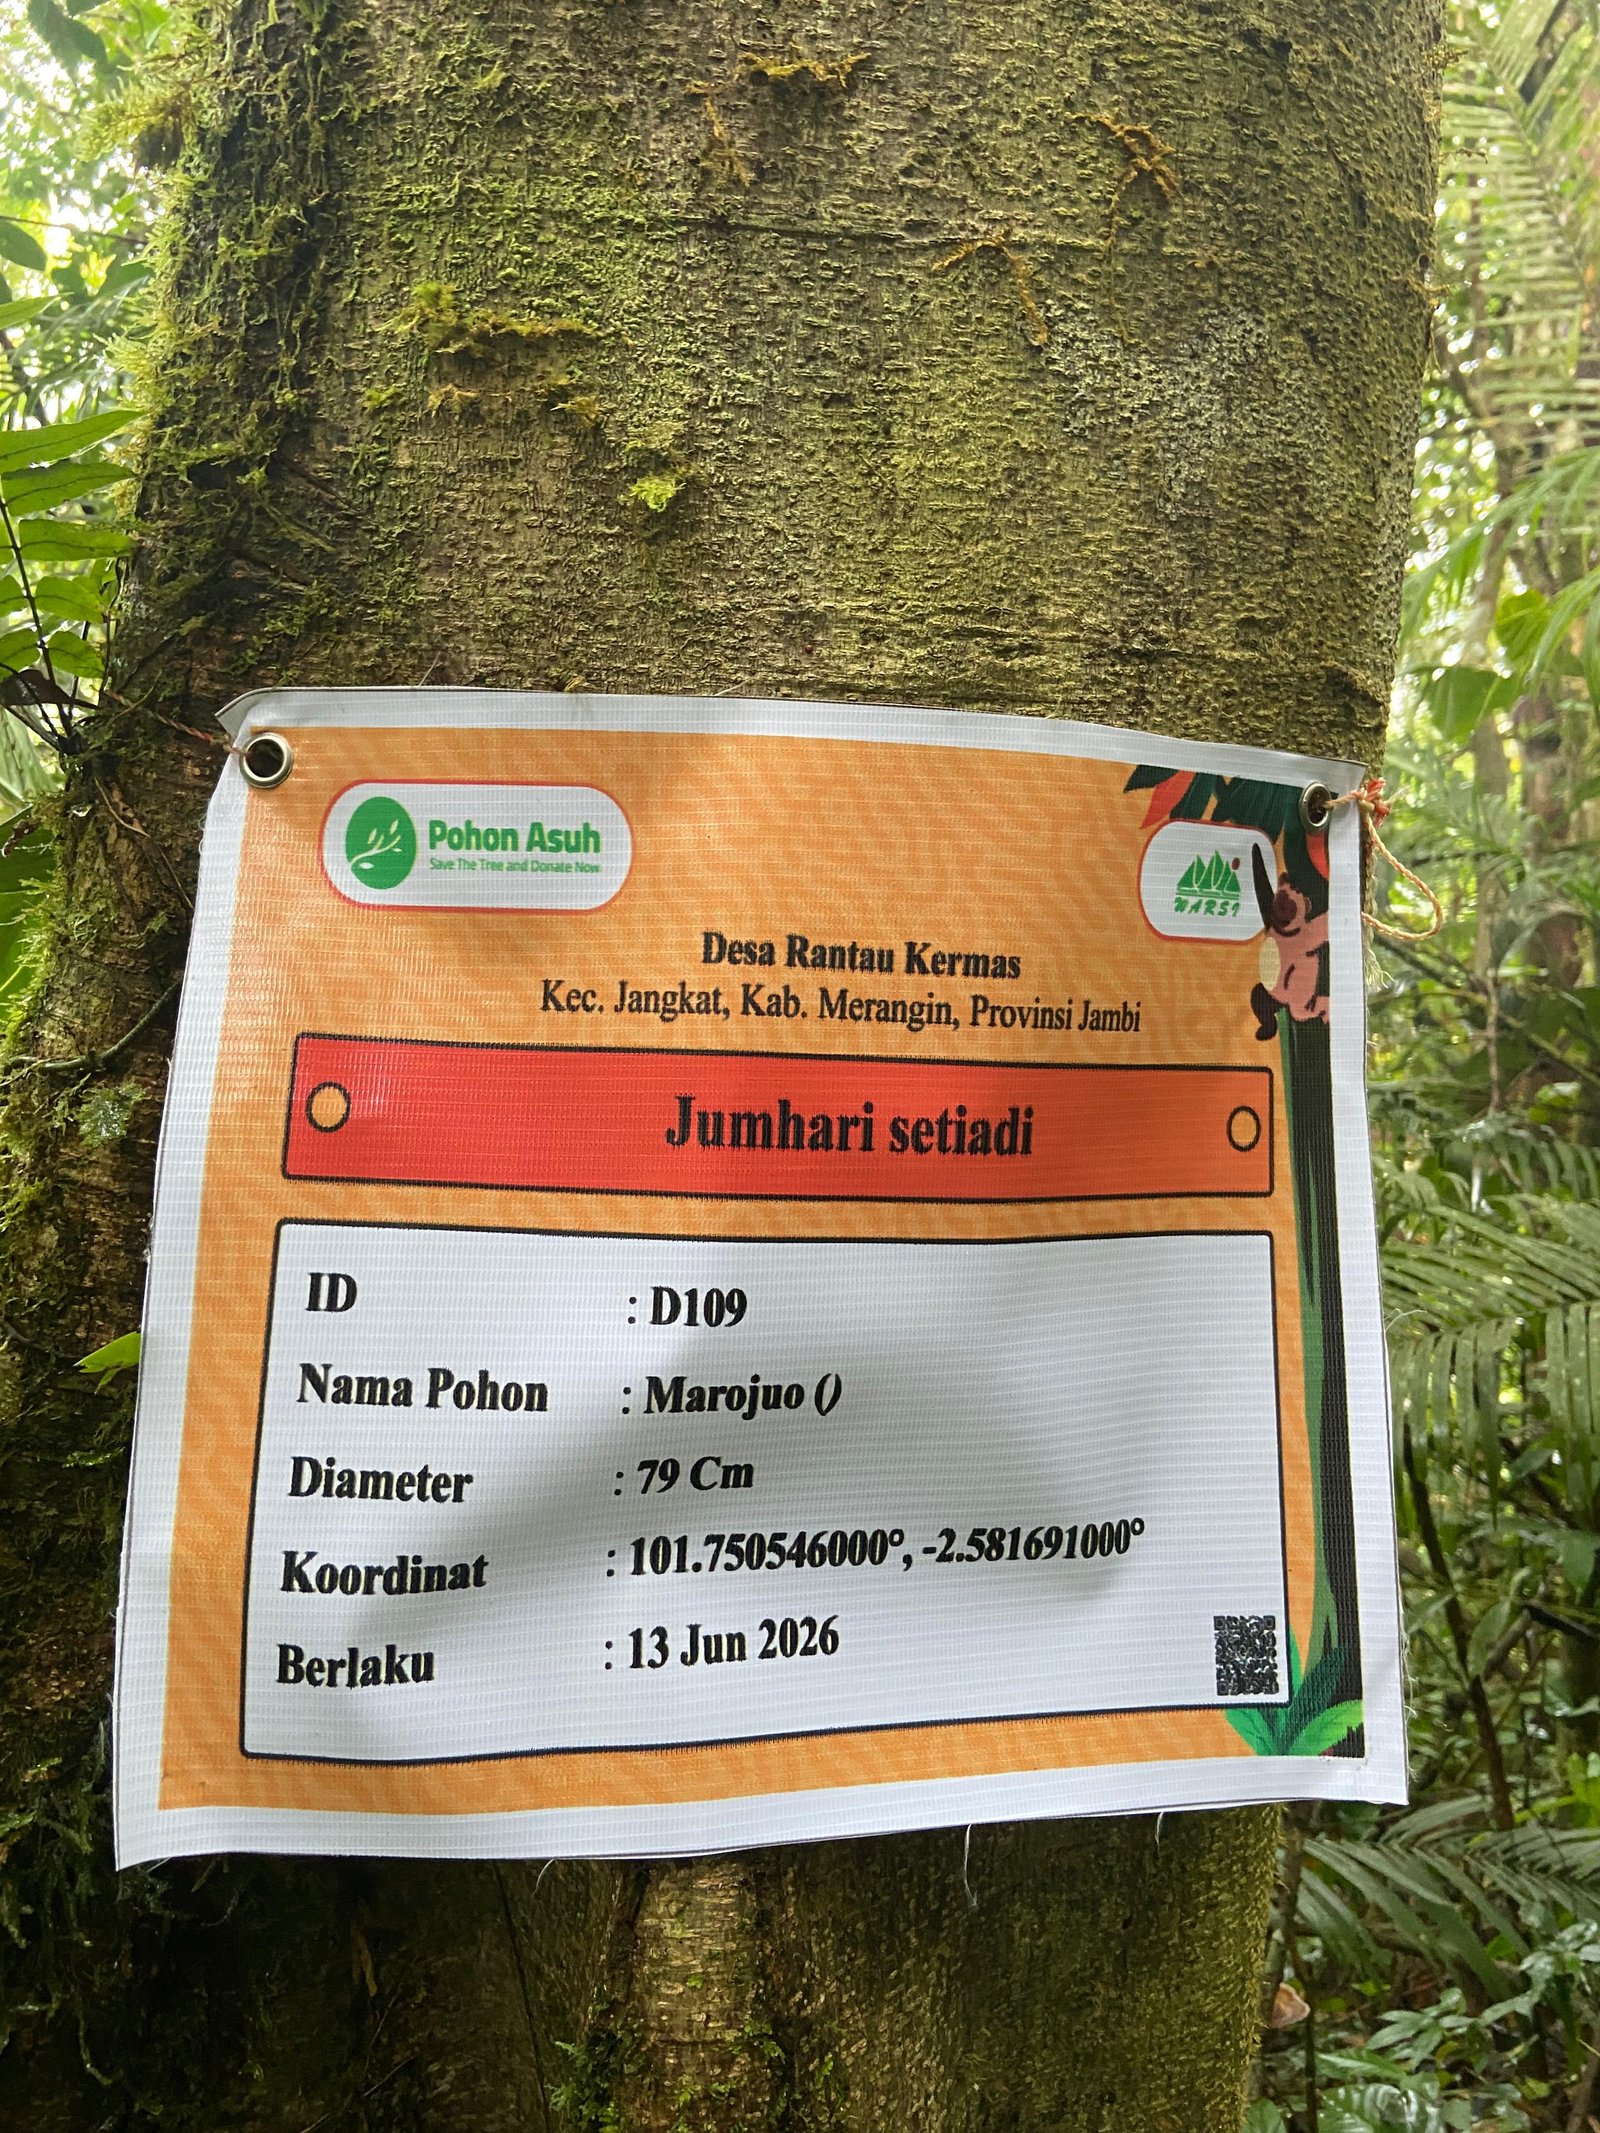 Pohon Asuh
Save The Tree and Donate Now
WARSI
Desa Rantau Kermas
Kec. Jangkat, Kab. Merangin, Provinsi Jambi
Jumhari setiadi
ID : D109
Nama Pohon : Marojuo ()
Diameter : 79 Cm
Koordinat : 101.750546000°, -2.581691000°
Berlaku : 13 Jun 2026